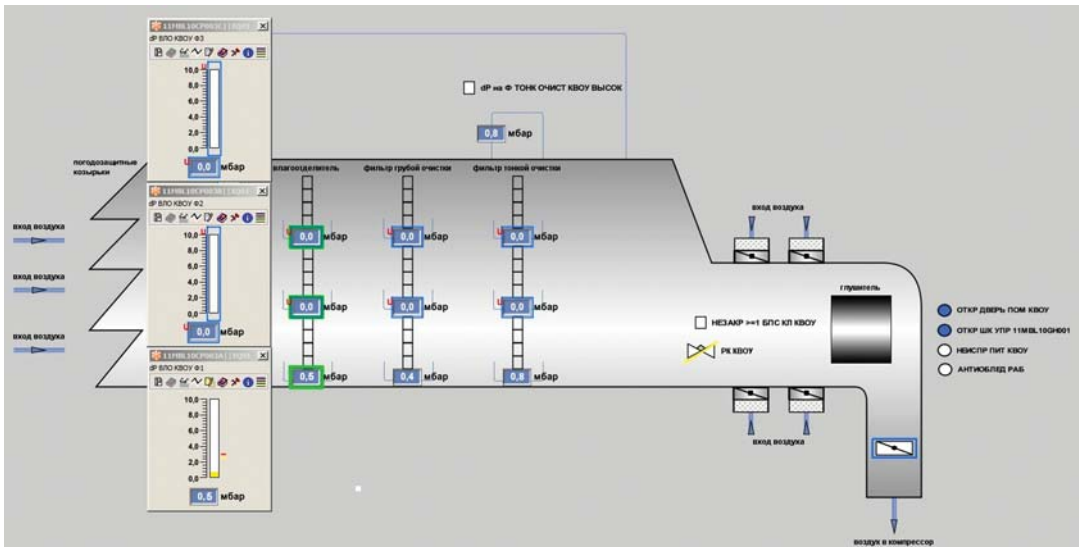 dP ВЛО КВОУ Ф3
10,0
8,0
6,0
4,0
2,0
0,0
0,0 мбар
dP на Ф ТОНК ОЧИСТ КВОУ ВЫСОК
0,8 мбар
погодозащитные
козырьки
влагоотделитель
фильтр грубой очистки
фильтр тонкой очистки
dP ВЛО КВОУ Ф2
10,0
8,0
6,0
4,0
2,0
0,0
0,0 мбар
вход воздуха
вход воздуха
вход воздуха
0,0 мбар
0,0 мбар
0,0 мбар
0,0 мбар
0,0 мбар
0,0 мбар
0,5 мбар
0,4 мбар
0,8 мбар
dP ВЛО КВОУ Ф1
10,0
8,0
6,0
4,0
2,0
0,0
0,5 мбар
вход воздуха
глушитель
НЕЗАКР >=1 БПС КЛ КВОУ
РК КВОУ
ОТКР ДВЕРЬ ПОМ КВОУ
ОТКР ШК УПР 11MBL10GH001
НЕИСПР ПИТ КВОУ
АНТИОБЛЕД РАБ
вход воздуха
воздух в компрессор